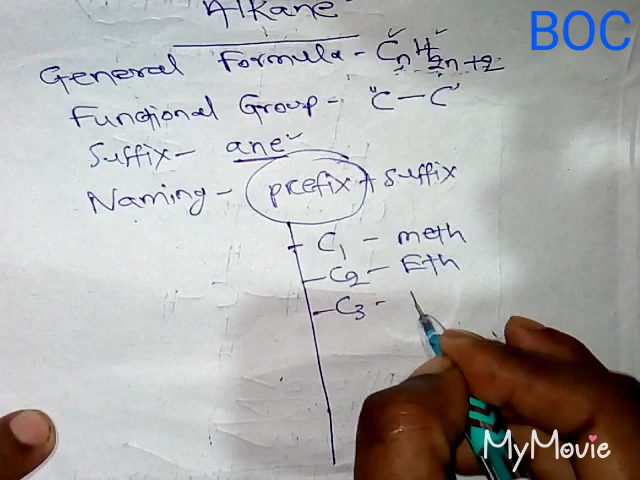 Alkane
BOC
General Formula - CnH2n+2
Functional Group - C - C
Suffix - ane
Naming - prefix + suffix
C1 - meth
C2 - Eth
C3 -
MyMovie